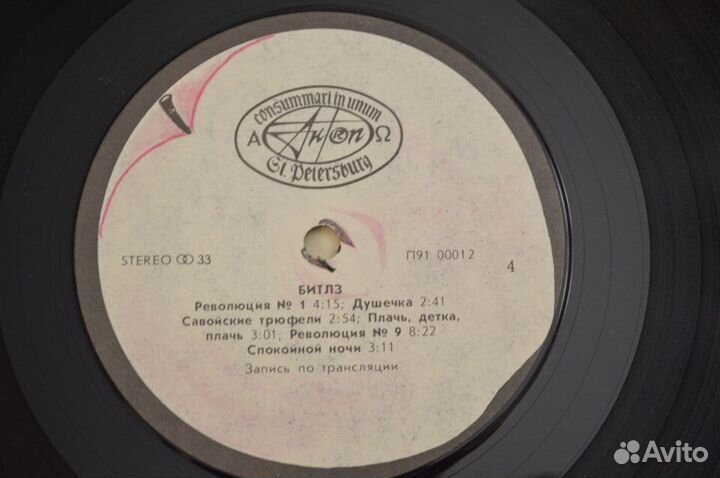 consummari in unum
Α АнТРоп Ω
St. Petersburg
STEREO 33
П91 00012
4
БИТЛЗ
Революция № 1 4:15; Душечка 2:41
Савойские трюфели 2:54; Плачь, детка,
плачь 3:01; Революция № 9 8:22
Спокойной ночи 3:11
Запись по трансляции
Avito